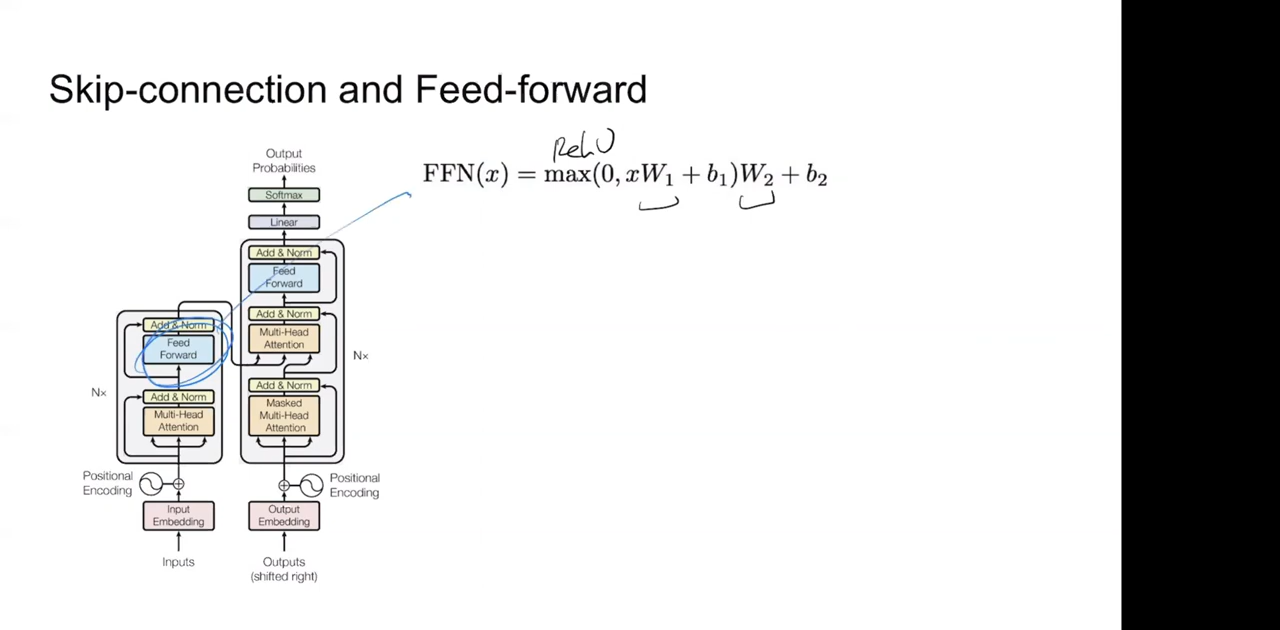 Skip-connection and Feed-forward
ReLU
FFN(x) = max(0, xW₁ + b₁)W₂ + b₂
Output
Probabilities
Softmax
Linear
Add & Norm
Feed
Forward
Add & Norm
Multi-Head
Attention
Nx
Add & Norm
Masked
Multi-Head
Attention
Add & Norm
Feed
Forward
Nx
Add & Norm
Multi-Head
Attention
Positional
Encoding
Positional
Encoding
Input
Embedding
Output
Embedding
Inputs
Outputs
(shifted right)